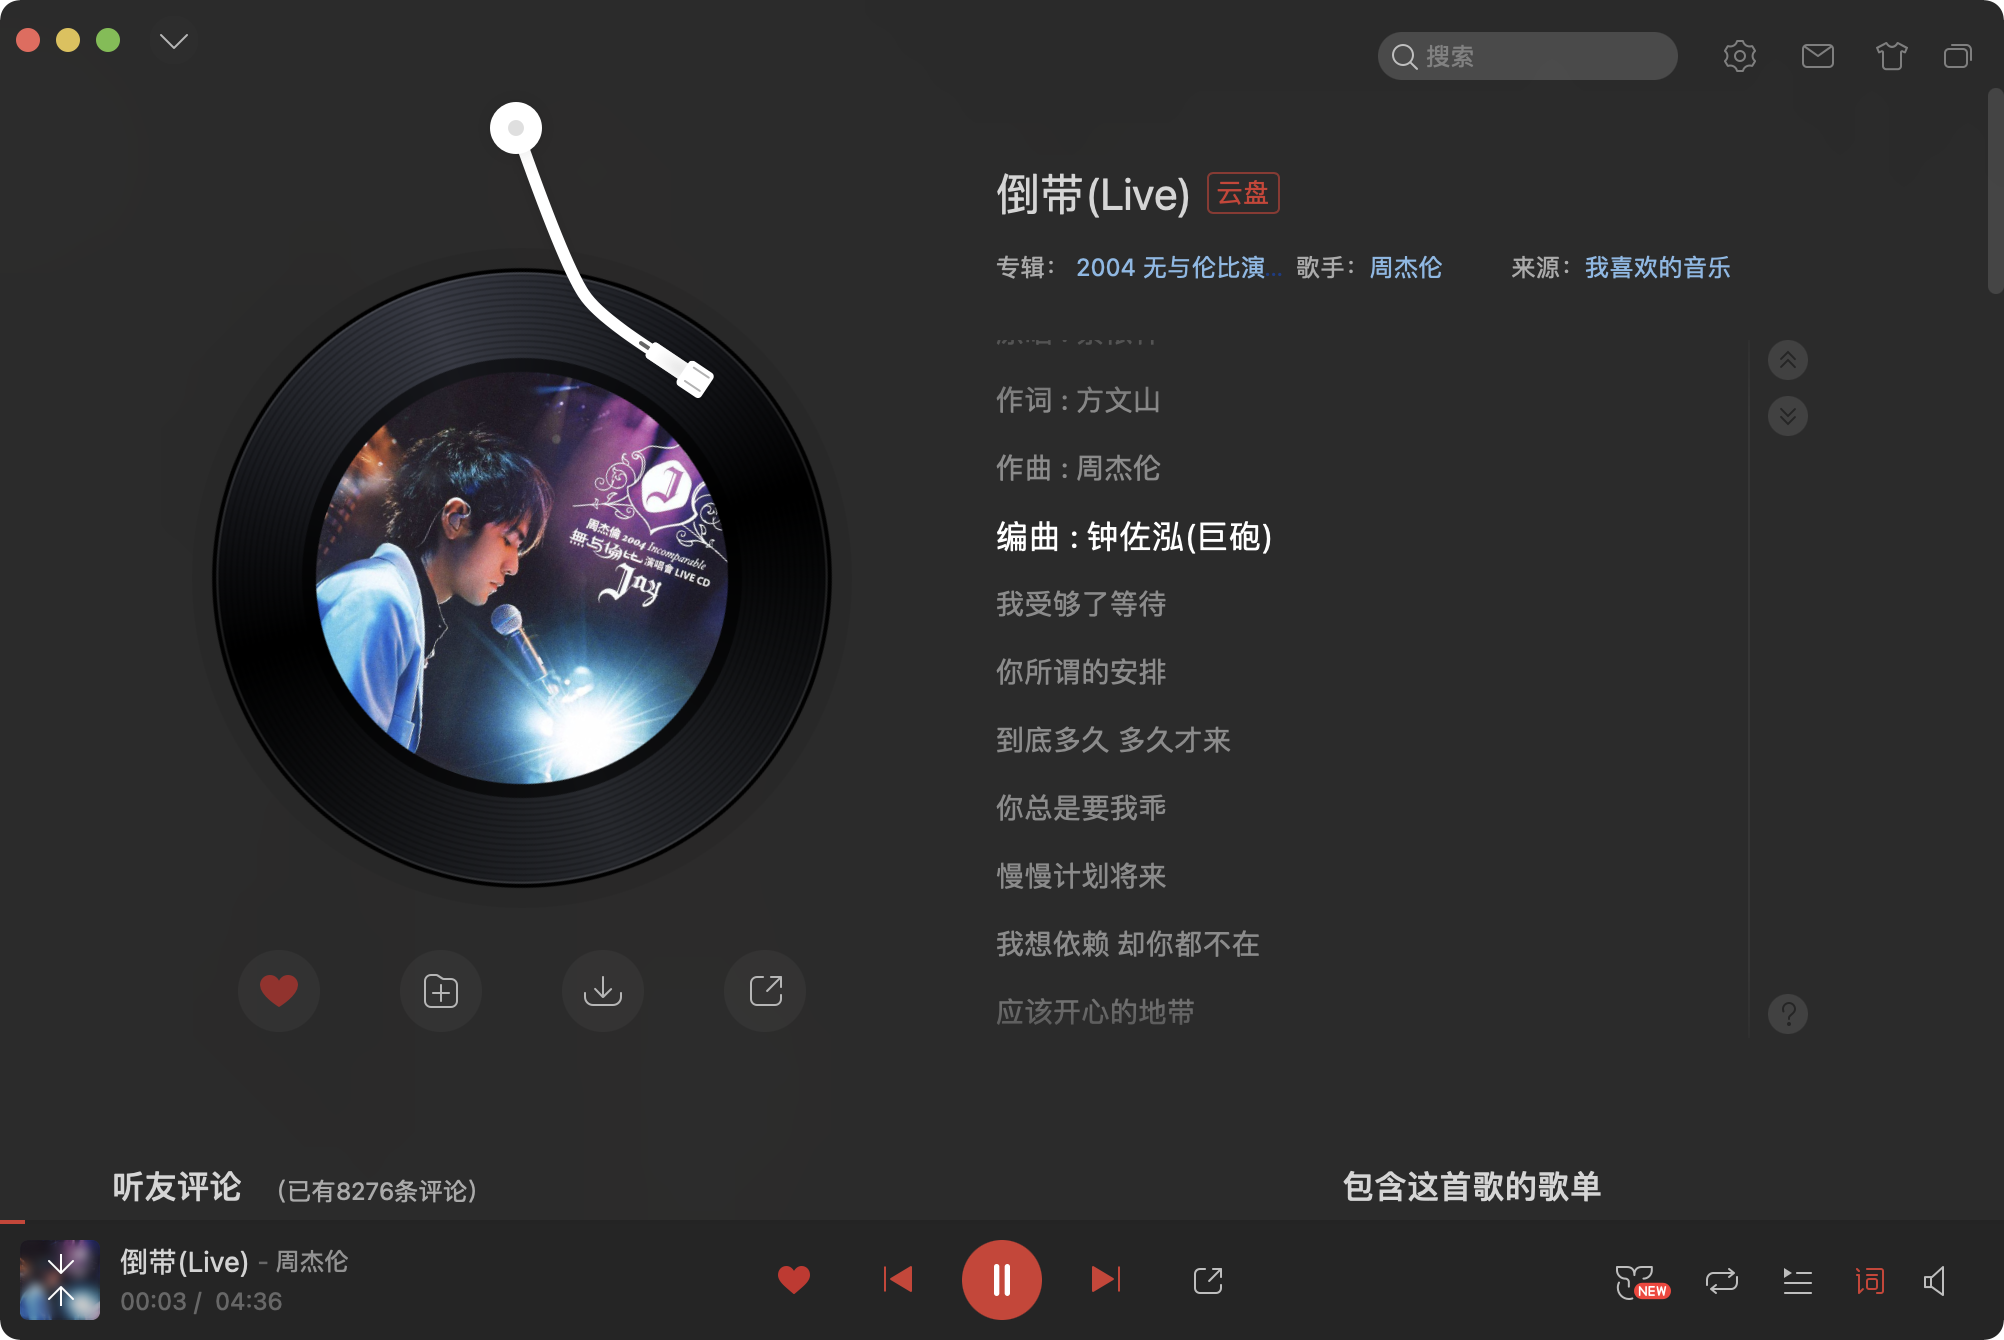 搜索
倒带(Live) 云盘
专辑： 2004 无与伦比演... 歌手： 周杰伦 来源： 我喜欢的音乐
作词 : 方文山
作曲 : 周杰伦
编曲 : 钟佐泓(巨砲)
我受够了等待
你所谓的安排
到底多久 多久才来
你总是要我乖
慢慢计划将来
我想依赖 却你都不在
应该开心的地带
J
周杰倫 2004 Incomparable
無与倫比 演唱會 LIVE CD
Jay
听友评论 (已有8276条评论)
包含这首歌的歌单
倒带(Live) - 周杰伦
00:03 / 04:36
NEW
词